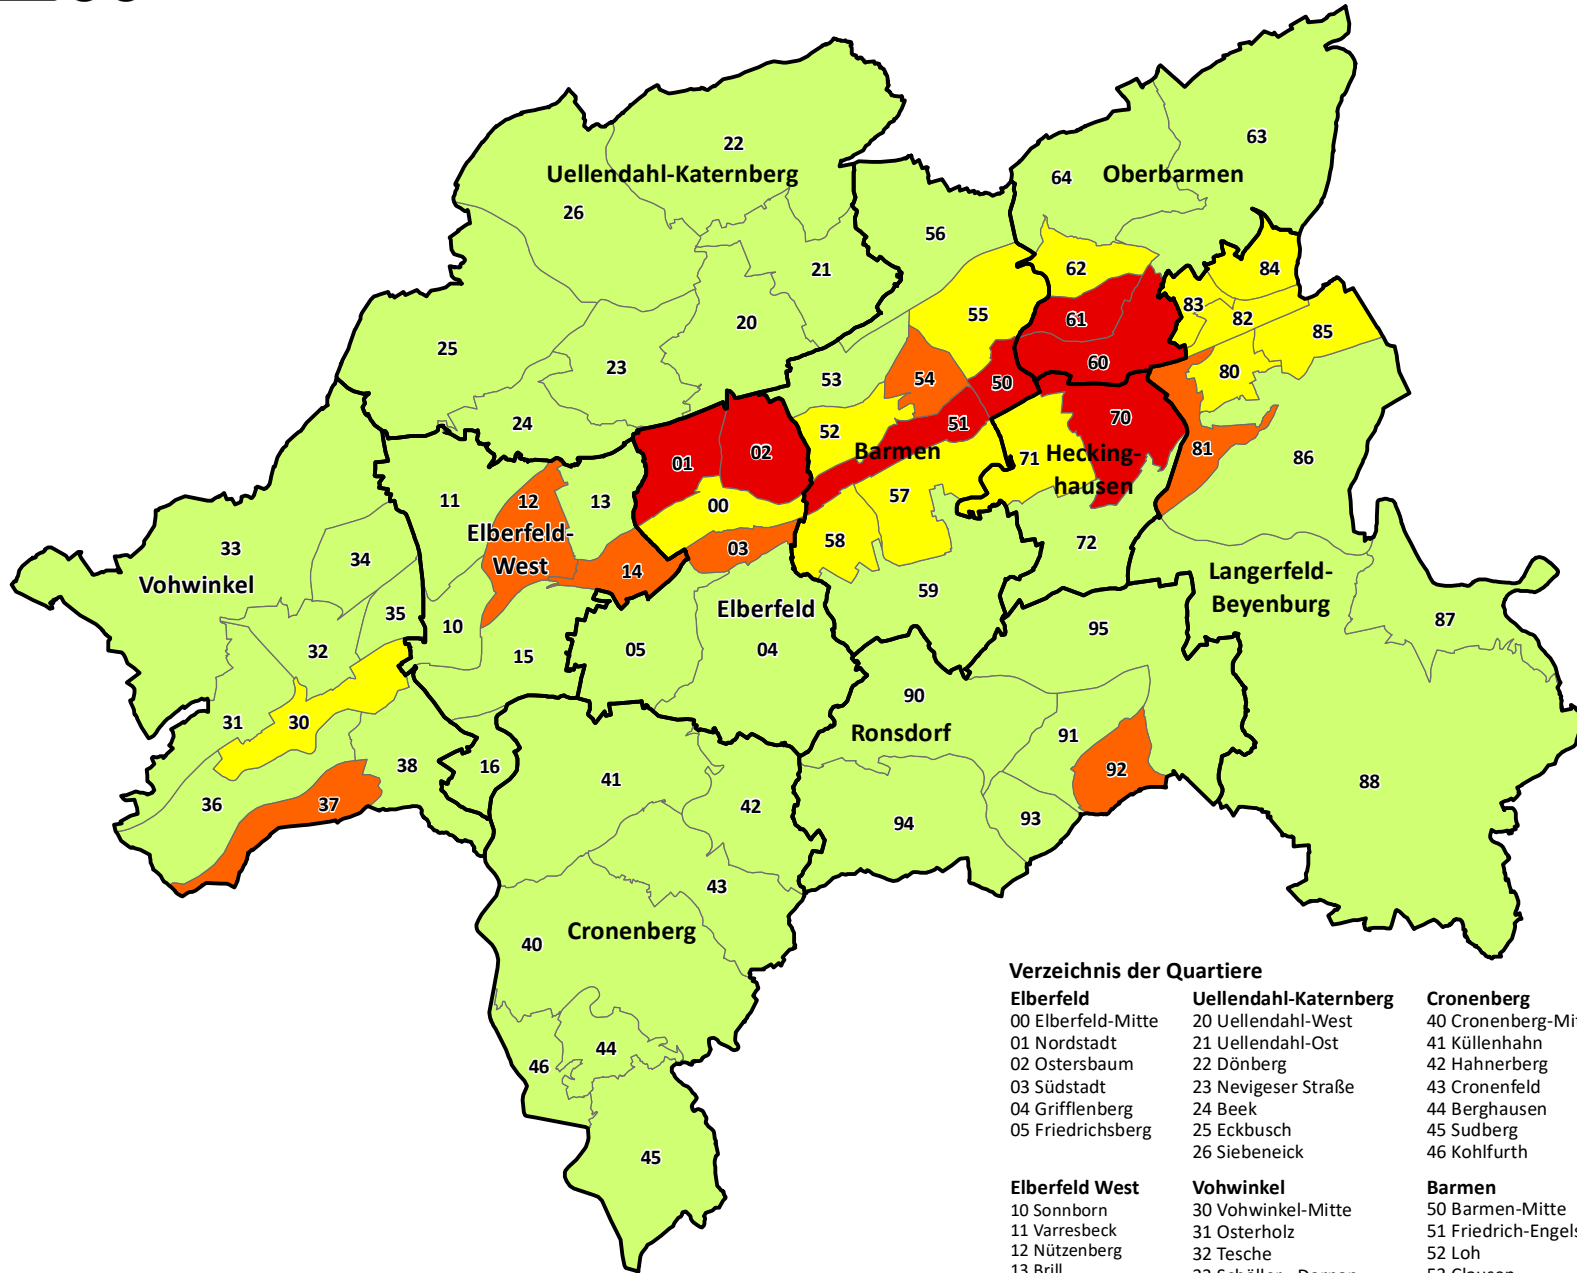 22
63
Uellendahl-Katernberg
64
Oberbarmen
26
56
21
62
84
83
82
85
55
61
20
25
23
53
54
50
60
80
24
52
51
70
01
02
Barmen
71
Hecking-
hausen
81
86
11
12
13
00
57
Elberfeld-
West
14
03
58
72
33
34
Vohwinkel
Langerfeld-
Beyenburg
59
Elberfeld
35
10
32
15
05
04
95
87
31
30
90
Ronsdorf
91
38
16
41
92
88
36
37
42
94
93
43
40
Cronenberg
44
46
45
Verzeichnis der Quartiere
Elberfeld
00 Elberfeld-Mitte
01 Nordstadt
02 Ostersbaum
03 Südstadt
04 Grifflenberg
05 Friedrichsberg
Uellendahl-Katernberg
20 Uellendahl-West
21 Uellendahl-Ost
22 Dönberg
23 Nevigeser Straße
24 Beek
25 Eckbusch
26 Siebeneick
Cronenberg
40 Cronenberg-Mit
41 Küllenhahn
42 Hahnerberg
43 Cronenfeld
44 Berghausen
45 Sudberg
46 Kohlfurth
Elberfeld West
10 Sonnborn
11 Varresbeck
12 Nützenberg
13 Brill
Vohwinkel
30 Vohwinkel-Mitte
31 Osterholz
32 Tesche
Barmen
50 Barmen-Mitte
51 Friedrich-Engels
52 Loh